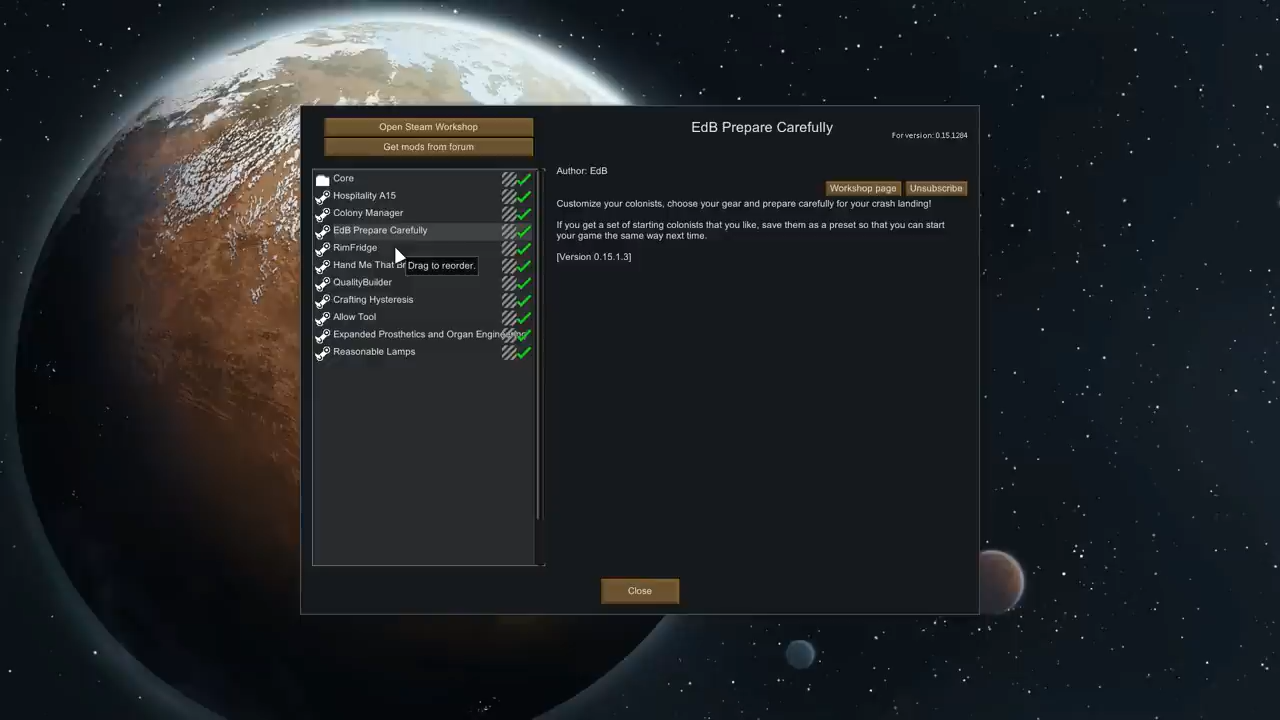 Open Steam Workshop
Get mods from forum
EdB Prepare Carefully
For version: 0.15.1284
Core
Hospitality A15
Colony Manager
EdB Prepare Carefully
RimFridge
Hand Me That Br
QualityBuilder
Crafting Hysteresis
Allow Tool
Expanded Prosthetics and Organ Engineering
Reasonable Lamps
Drag to reorder.
Author: EdB
Workshop page
Unsubscribe
Customize your colonists, choose your gear and prepare carefully for your crash landing!
If you get a set of starting colonists that you like, save them as a preset so that you can start
your game the same way next time.
[Version 0.15.1.3]
Close